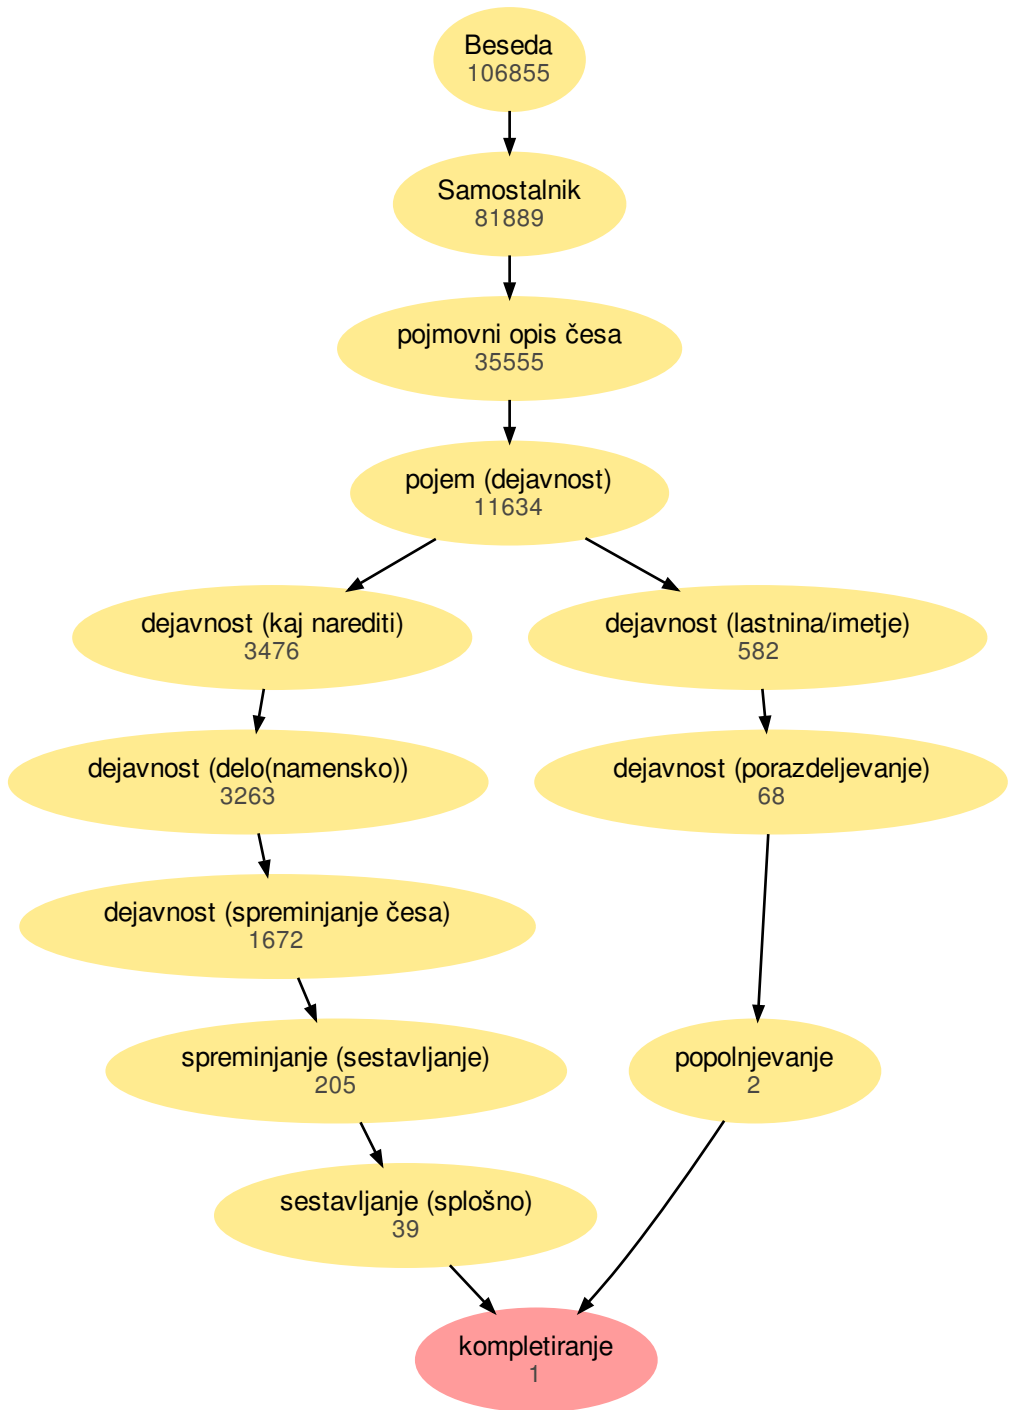 Beseda
106855
Samostalnik
81889
pojmovni opis česa
35555
pojem (dejavnost)
11634
dejavnost (kaj narediti)
3476
dejavnost (lastnina/imetje)
582
dejavnost (delo(namensko))
3263
dejavnost (porazdeljevanje)
68
dejavnost (spreminjanje česa)
1672
spreminjanje (sestavljanje)
205
popolnjevanje
2
sestavljanje (splošno)
39
kompletiranje
1